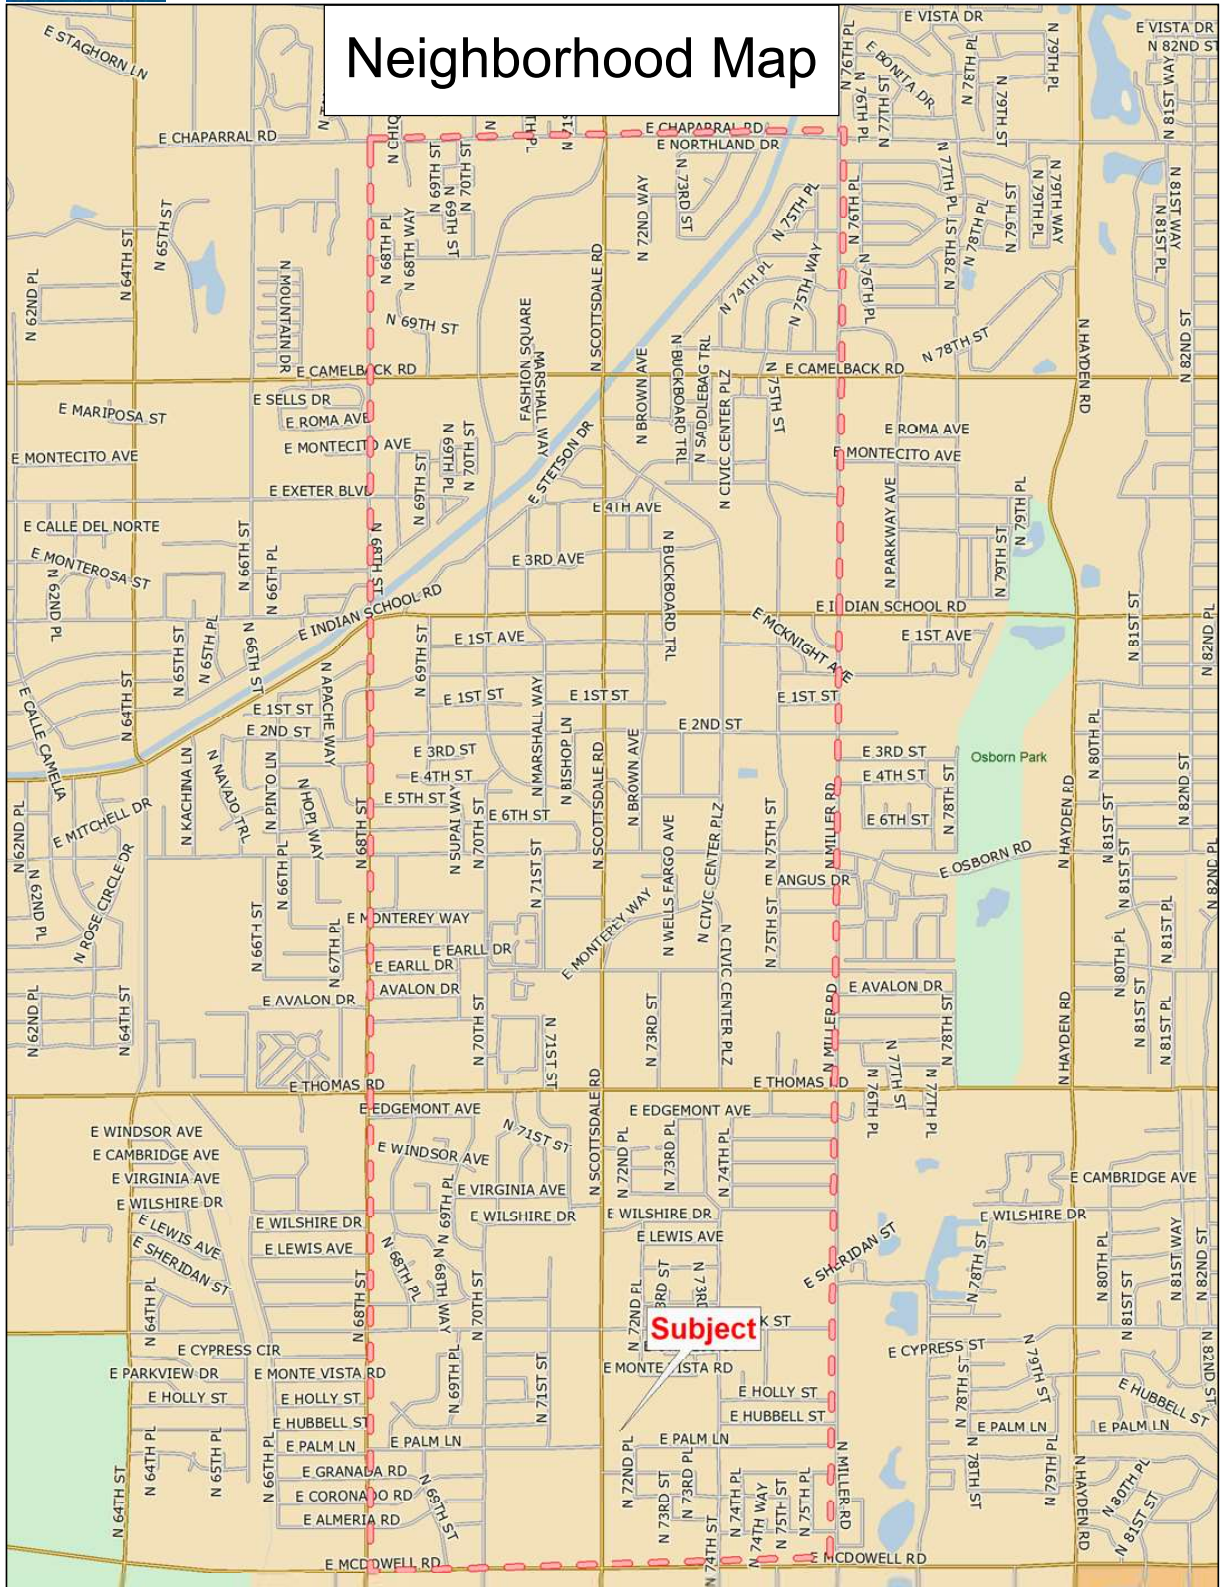 Neighborhood Map
E VISTA DR
E VISTA DR
N 82ND ST
E STAGHORN LN
N 76TH PL
E BONITA DR
N 78TH PL
N 79TH PL
N 81ST WAY
N 76TH PL
N 77TH ST
N 79TH ST
E CHAPARRAL RD
E CHAPARRAL RD
E NORTHLAND DR
N 69TH ST
N 70TH ST
N 73RD ST
N 77TH PL
N 79TH WAY
N 81ST WAY
N 65TH ST
N 64TH ST
N 68TH PL
N 68TH WAY
N 69TH ST
N 72ND WAY
N 75TH PL
N 76TH PL
N 78TH ST
N 78TH PL
N 79TH ST
N 79TH PL
N 81ST PL
N 62ND PL
N MOUNTAIN DR
N SCOTTSDALE RD
N 74TH PL
N 75TH WAY
N 76TH PL
N 69TH ST
FASHION SQUARE
MARSHALL WAY
N BROWN AVE
N BUCKBOARD TRL
N SADDLEBAG TRL
N CIVIC CENTER PLZ
N 75TH ST
N 78TH ST
N HAYDEN RD
N 82ND ST
E CAMELBACK RD
E CAMELBACK RD
E SELLS DR
E MARIPOSA ST
E ROMA AVE
E ROMA AVE
E MONTECITO AVE
E MONTECITO AVE
E MONTECITO AVE
N 69TH PL
N 70TH ST
N 69TH ST
E STETSON DR
E EXETER BLVD
E 4TH AVE
N PARKWAY AVE
N 79TH PL
E CALLE DEL NORTE
N 66TH ST
N 66TH PL
N 68TH ST
E 3RD AVE
N BUCKBOARD TRL
N 79TH ST
E MONTEROSA ST
N 62ND PL
E INDIAN SCHOOL RD
E INDIAN SCHOOL RD
N 81ST ST
N 82ND PL
N 65TH ST
N 65TH PL
N 66TH ST
N 69TH ST
E 1ST AVE
E MCKNIGHT AVE
E 1ST AVE
E CALLE CAMELIA
N 64TH ST
N APACHE WAY
E 1ST ST
E 1ST ST
E 1ST ST
E 1ST ST
E 2ND ST
E 2ND ST
N MARSHALL WAY
N BISHOP LN
N SCOTTSDALE RD
N BROWN AVE
E 3RD ST
E 3RD ST
N 80TH PL
Osborn Park
N KACHINA LN
N NAVAJO TRL
N PINTO LN
N HOPI WAY
E 4TH ST
E 4TH ST
E 5TH ST
E 6TH ST
E 6TH ST
N 78TH ST
N HAYDEN RD
N 82ND ST
N 62ND PL
E MITCHELL DR
N 68TH ST
N SUPAI WAY
N 70TH ST
N WELLS FARGO AVE
N CIVIC CENTER PLZ
N 75TH ST
N MILLER RD
N 81ST ST
N 62ND PL
N ROSE CIRCLE DR
N 66TH PL
N 71ST ST
E OSBORN RD
E ANGUS DR
N 81ST ST
N 82ND PL
N 66TH ST
N 67TH PL
E MONTEREY WAY
E MONTEREY WAY
N CIVIC CENTER PLZ
N 75TH ST
N 80TH PL
N 81ST PL
E EARLL DR
E EARLL DR
AVALON DR
E AVALON DR
E AVALON DR
N 62ND PL
N 64TH ST
N 70TH ST
N 71ST ST
N 73RD ST
N MILLER RD
N 78TH ST
N HAYDEN RD
N 81ST ST
N 81ST PL
E THOMAS RD
E THOMAS RD
N 76TH PL
N 77TH ST
N 77TH PL
E EDGEMONT AVE
E EDGEMONT AVE
E WINDSOR AVE
N 71ST ST
N SCOTTSDALE RD
N 72ND PL
N 73RD PL
N 74TH PL
E CAMBRIDGE AVE
E WINDSOR AVE
E VIRGINIA AVE
E VIRGINIA AVE
E CAMBRIDGE AVE
E WILSHIRE DR
E WILSHIRE DR
E WILSHIRE DR
E WILSHIRE DR
E WILSHIRE DR
E LEWIS AVE
E LEWIS AVE
E LEWIS AVE
E SHERIDAN ST
E SHERIDAN ST
N 69TH PL
N 68TH PL
N 68TH WAY
N 70TH ST
N 68TH ST
N 64TH PL
N 72ND PL
N 78TH ST
N 80TH PL
N 81ST ST
N 81ST WAY
N 82ND ST
Subject
E CYPRESS CIR
E CYPRESS ST
E PARKVIEW DR
E MONTE VISTA RD
E MONTE VISTA RD
N 69TH PL
N 71ST ST
N 78TH ST
N 79TH ST
N 82ND ST
E HOLLY ST
E HOLLY ST
E HOLLY ST
E HUBBELL ST
E HUBBELL ST
E HUBBELL ST
E PALM LN
E PALM LN
E PALM LN
E PALM LN
E PALM LN
N 64TH PL
N 65TH PL
N 66TH PL
E GRANADA RD
E CORONADO RD
E ALMERIA RD
N 69TH ST
N 72ND PL
N 73RD ST
N 73RD PL
N 74TH PL
N 74TH WAY
N 75TH ST
N 75TH PL
N MILLER RD
N 78TH ST
N 79TH PL
N HAYDEN RD
N 80TH PL
N 81ST ST
N 64TH ST
N 74TH ST
E MCDOWELL RD
E MCDOWELL RD